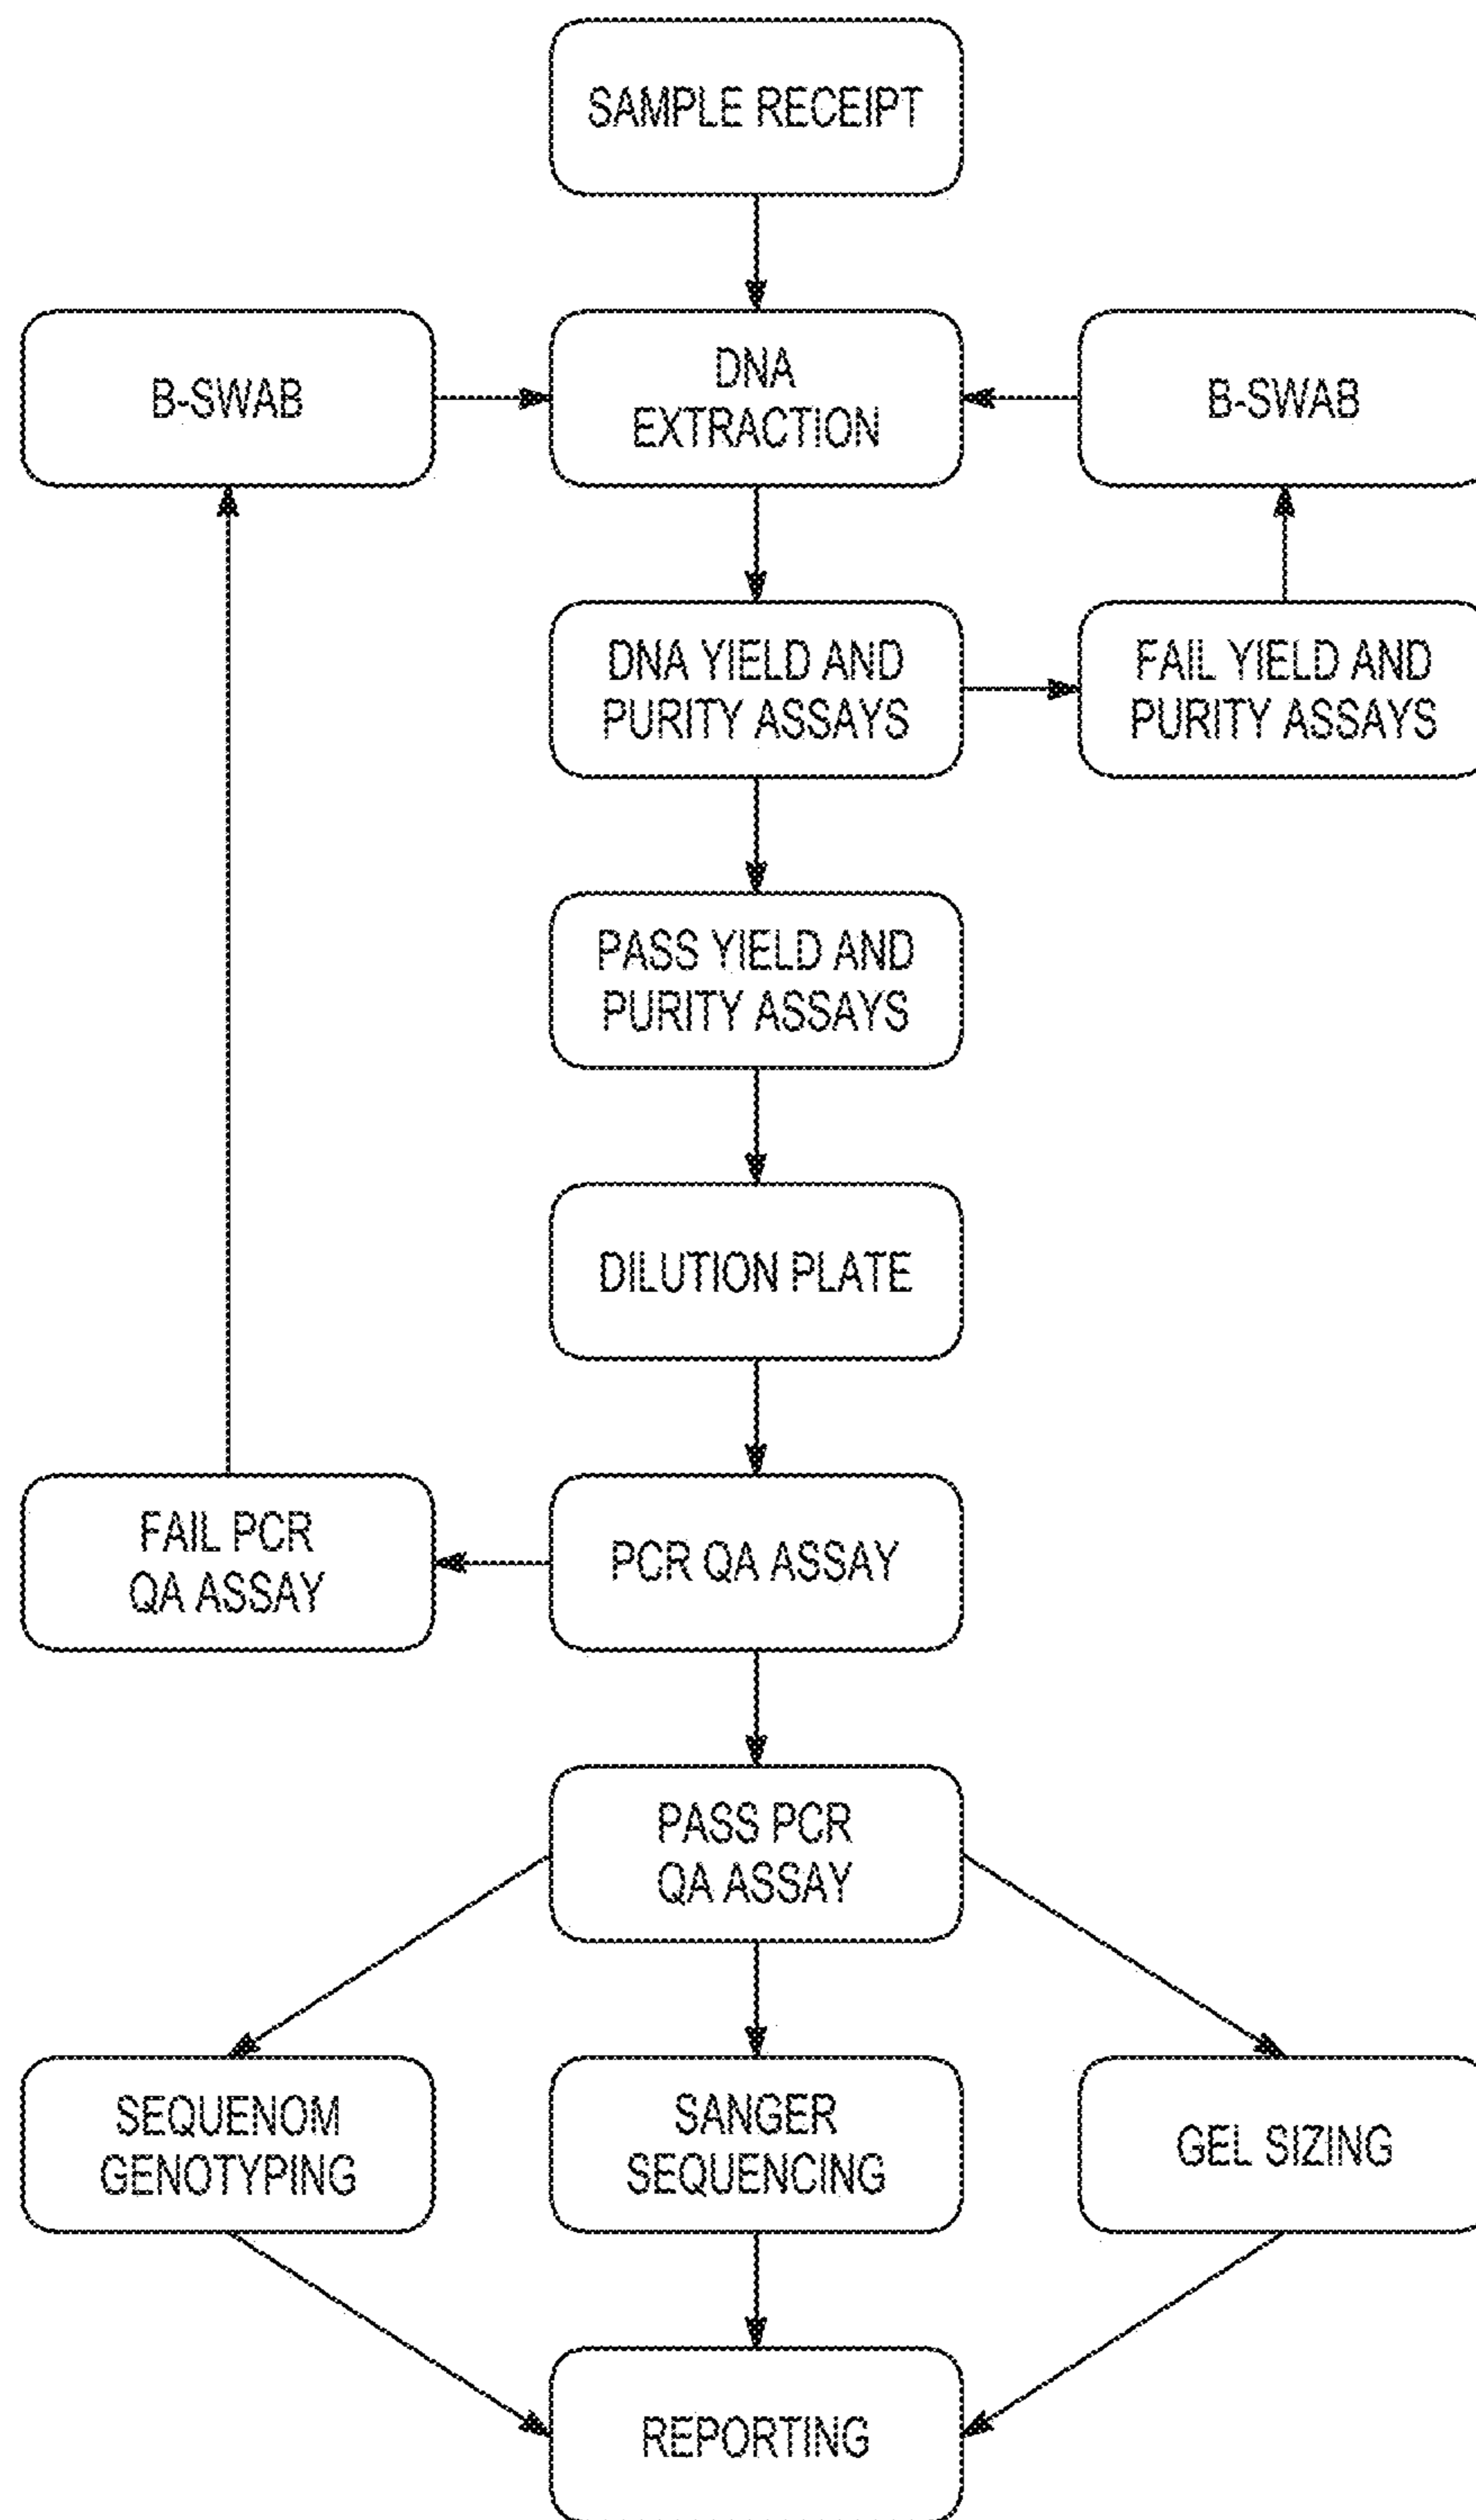 SAMPLE RECEIPT
B-SWAB
DNA
EXTRACTION
B-SWAB
DNA YIELD AND
PURITY ASSAYS
FAIL YIELD AND
PURITY ASSAYS
PASS YIELD AND
PURITY ASSAYS
DILUTION PLATE
FAIL PCR
QA ASSAY
PCR QA ASSAY
PASS PCR
QA ASSAY
SEQUENOM
GENOTYPING
SANGER
SEQUENCING
GEL SIZING
REPORTING